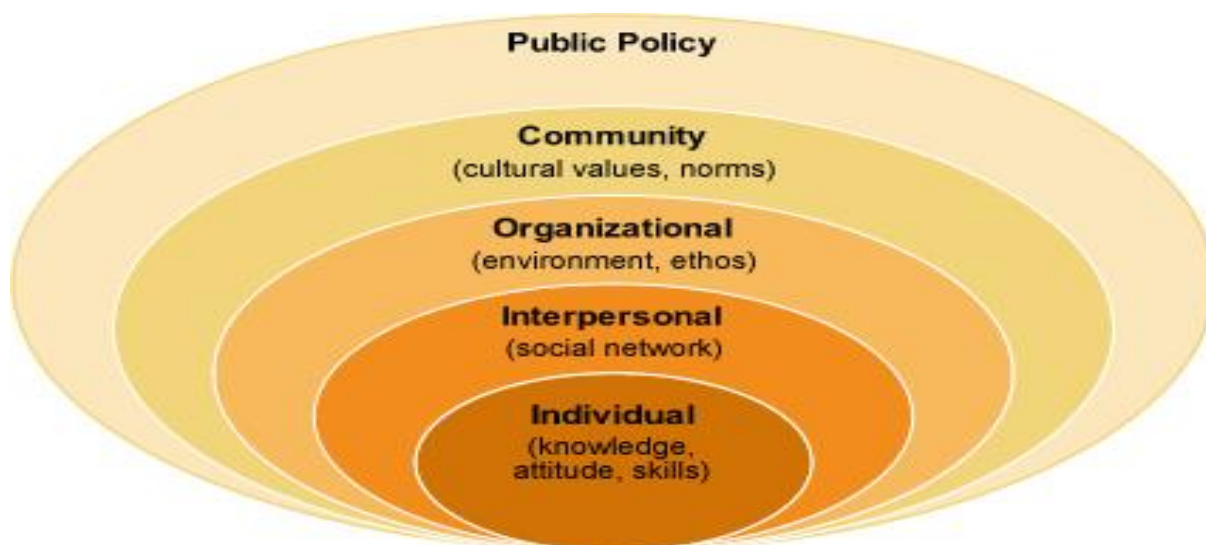 Public Policy
Community
(cultural values, norms)
Organizational
(environment, ethos)
Interpersonal
(social network)
Individual
(knowledge,
attitude, skills)